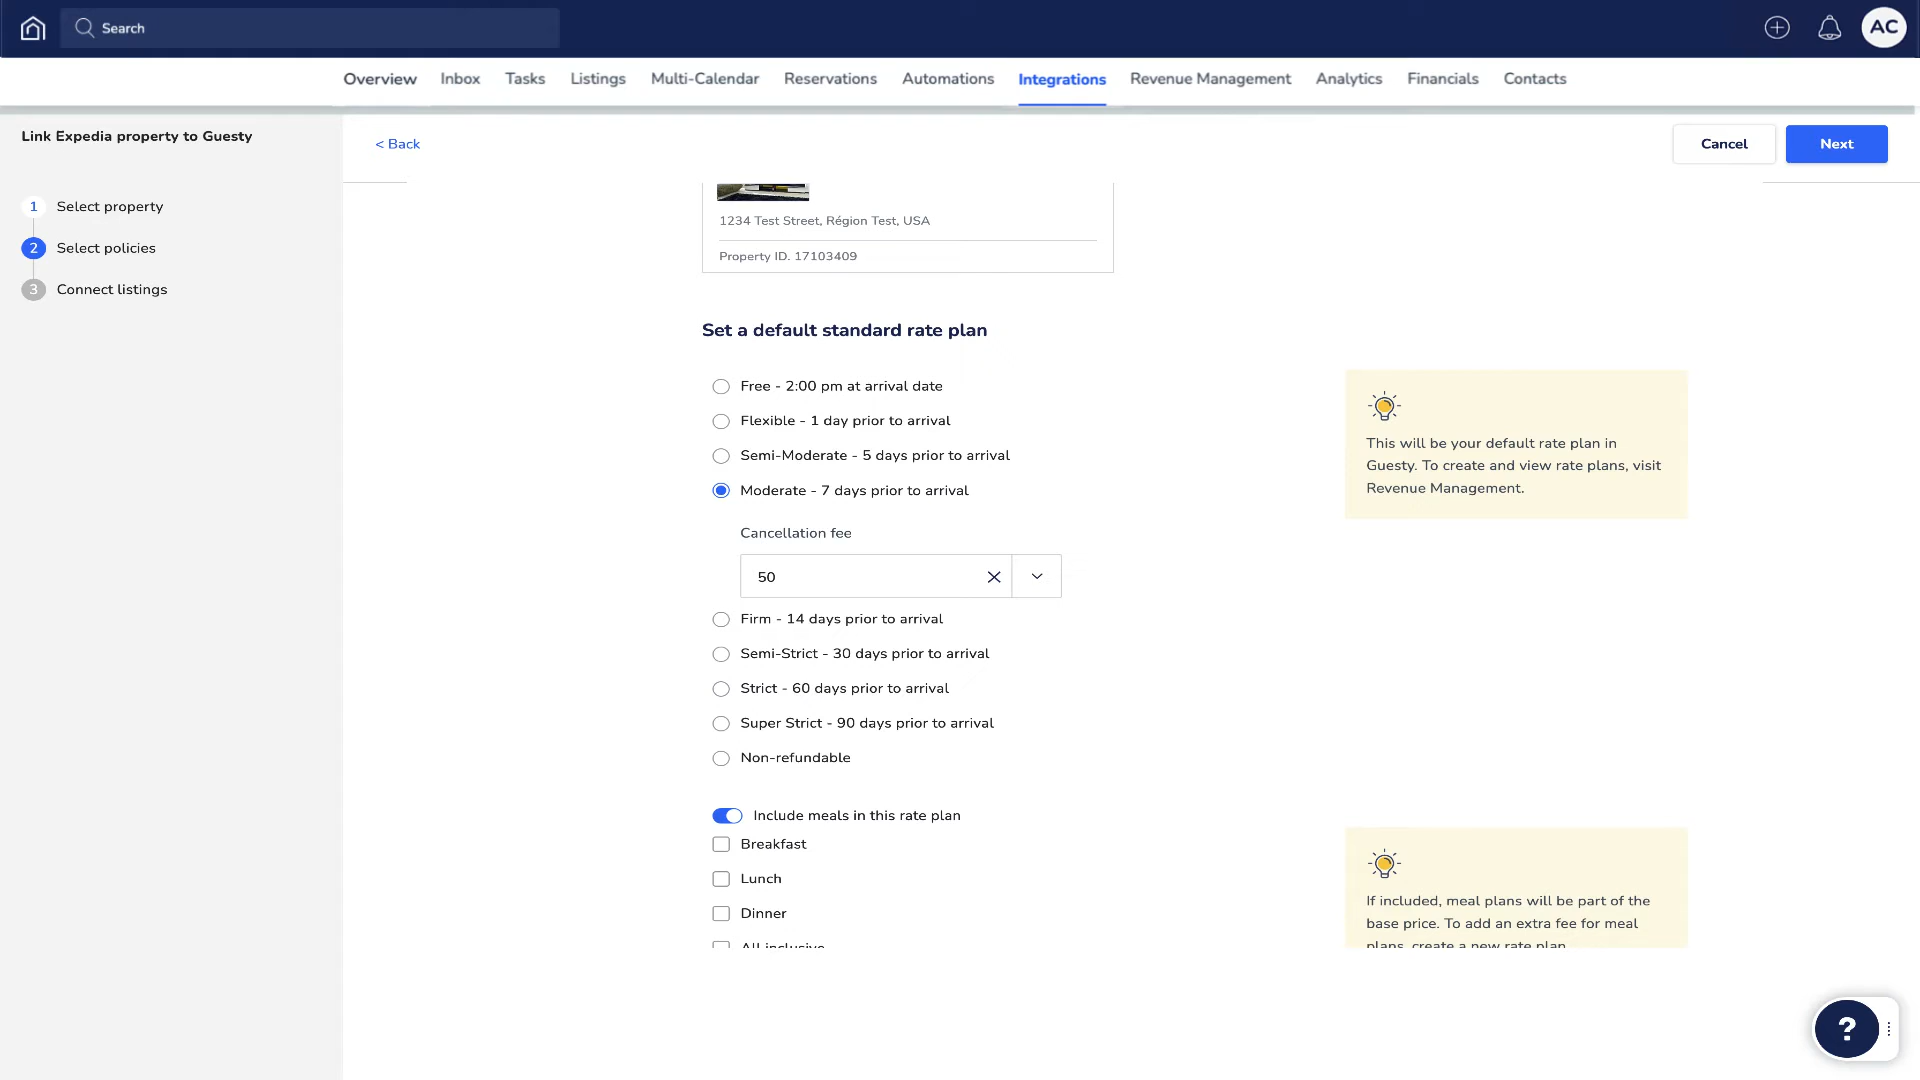 Search
AC
Overview Inbox Tasks Listings Multi-Calendar Reservations Automations Integrations Revenue Management Analytics Financials Contacts
Link Expedia property to Guesty
< Back
Cancel
Next
1 Select property
2 Select policies
3 Connect listings
1234 Test Street, Région Test, USA
Property ID. 17103409
Set a default standard rate plan
Free - 2:00 pm at arrival date
Flexible - 1 day prior to arrival
Semi-Moderate - 5 days prior to arrival
Moderate - 7 days prior to arrival
Cancellation fee
50
Firm - 14 days prior to arrival
Semi-Strict - 30 days prior to arrival
Strict - 60 days prior to arrival
Super Strict - 90 days prior to arrival
Non-refundable
This will be your default rate plan in
Guesty. To create and view rate plans, visit
Revenue Management.
Include meals in this rate plan
Breakfast
Lunch
Dinner
All inclusive
If included, meal plans will be part of the
base price. To add an extra fee for meal
plans, create a new rate plan
?